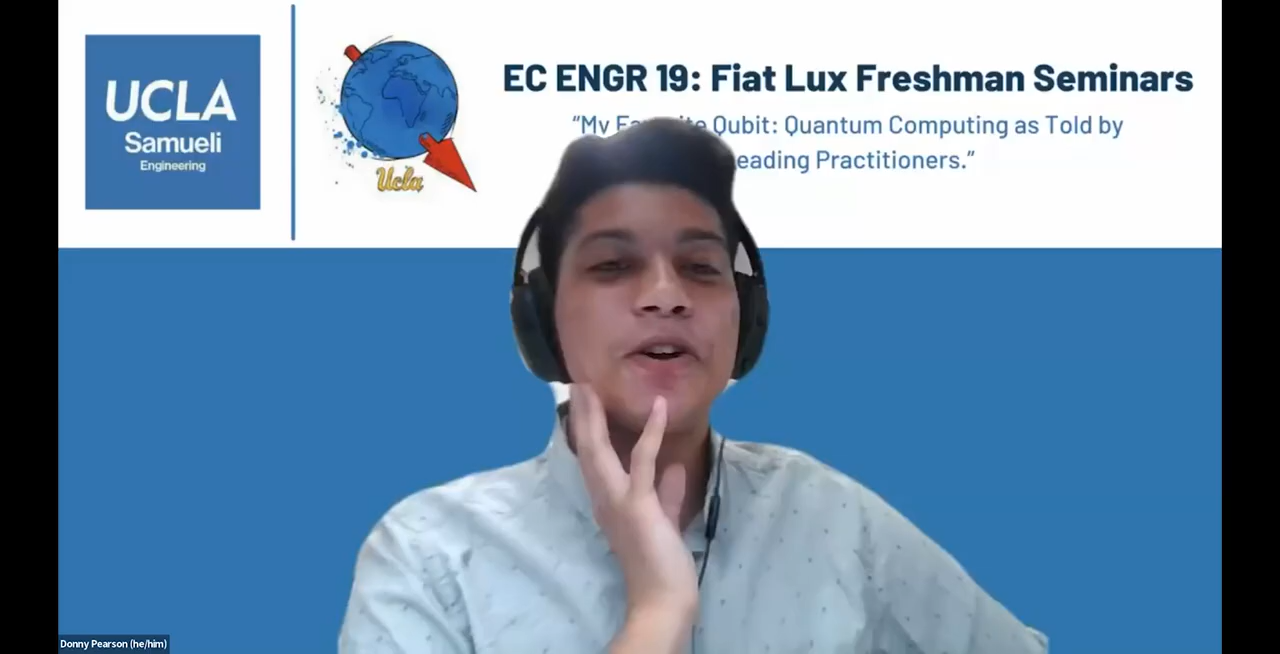 UCLA
Samueli
Engineering
Ucla
EC ENGR 19: Fiat Lux Freshman Seminars
“My Qubit: Quantum Computing as Told by
Practitioners.”
Donny Pearson (he/him)